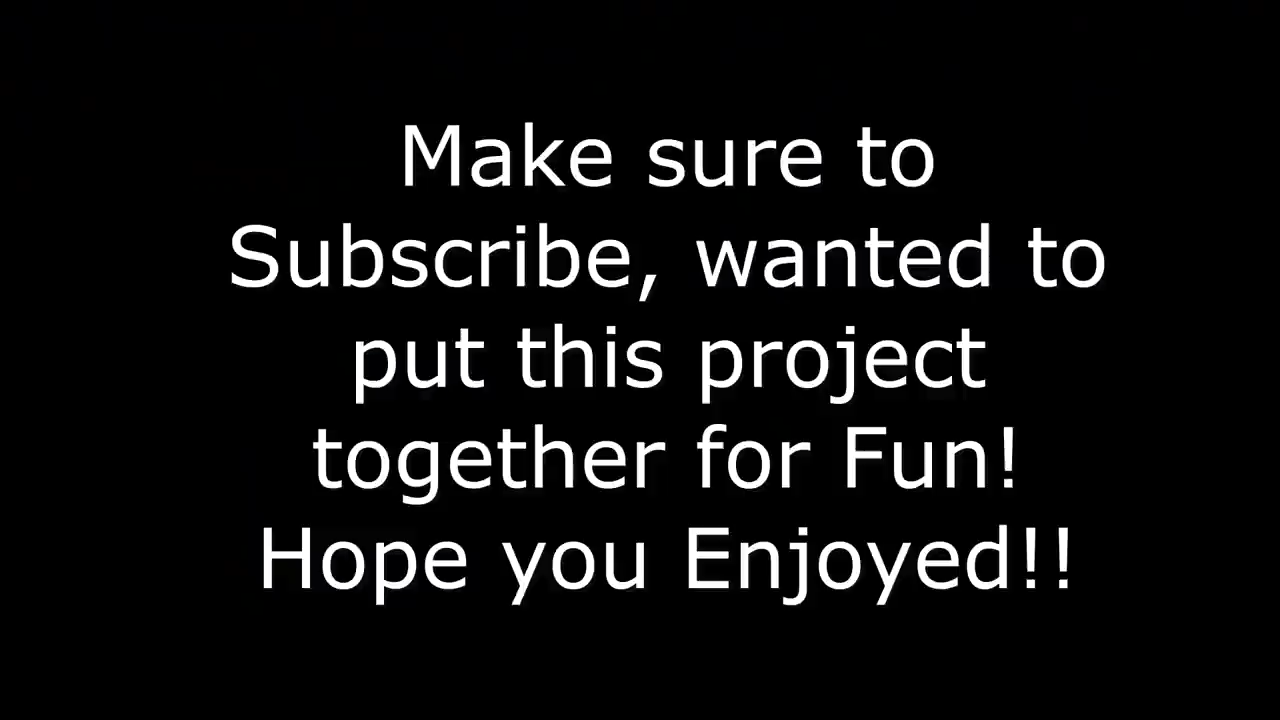 Make sure to
Subscribe, wanted to
put this project
together for Fun!
Hope you Enjoyed!!